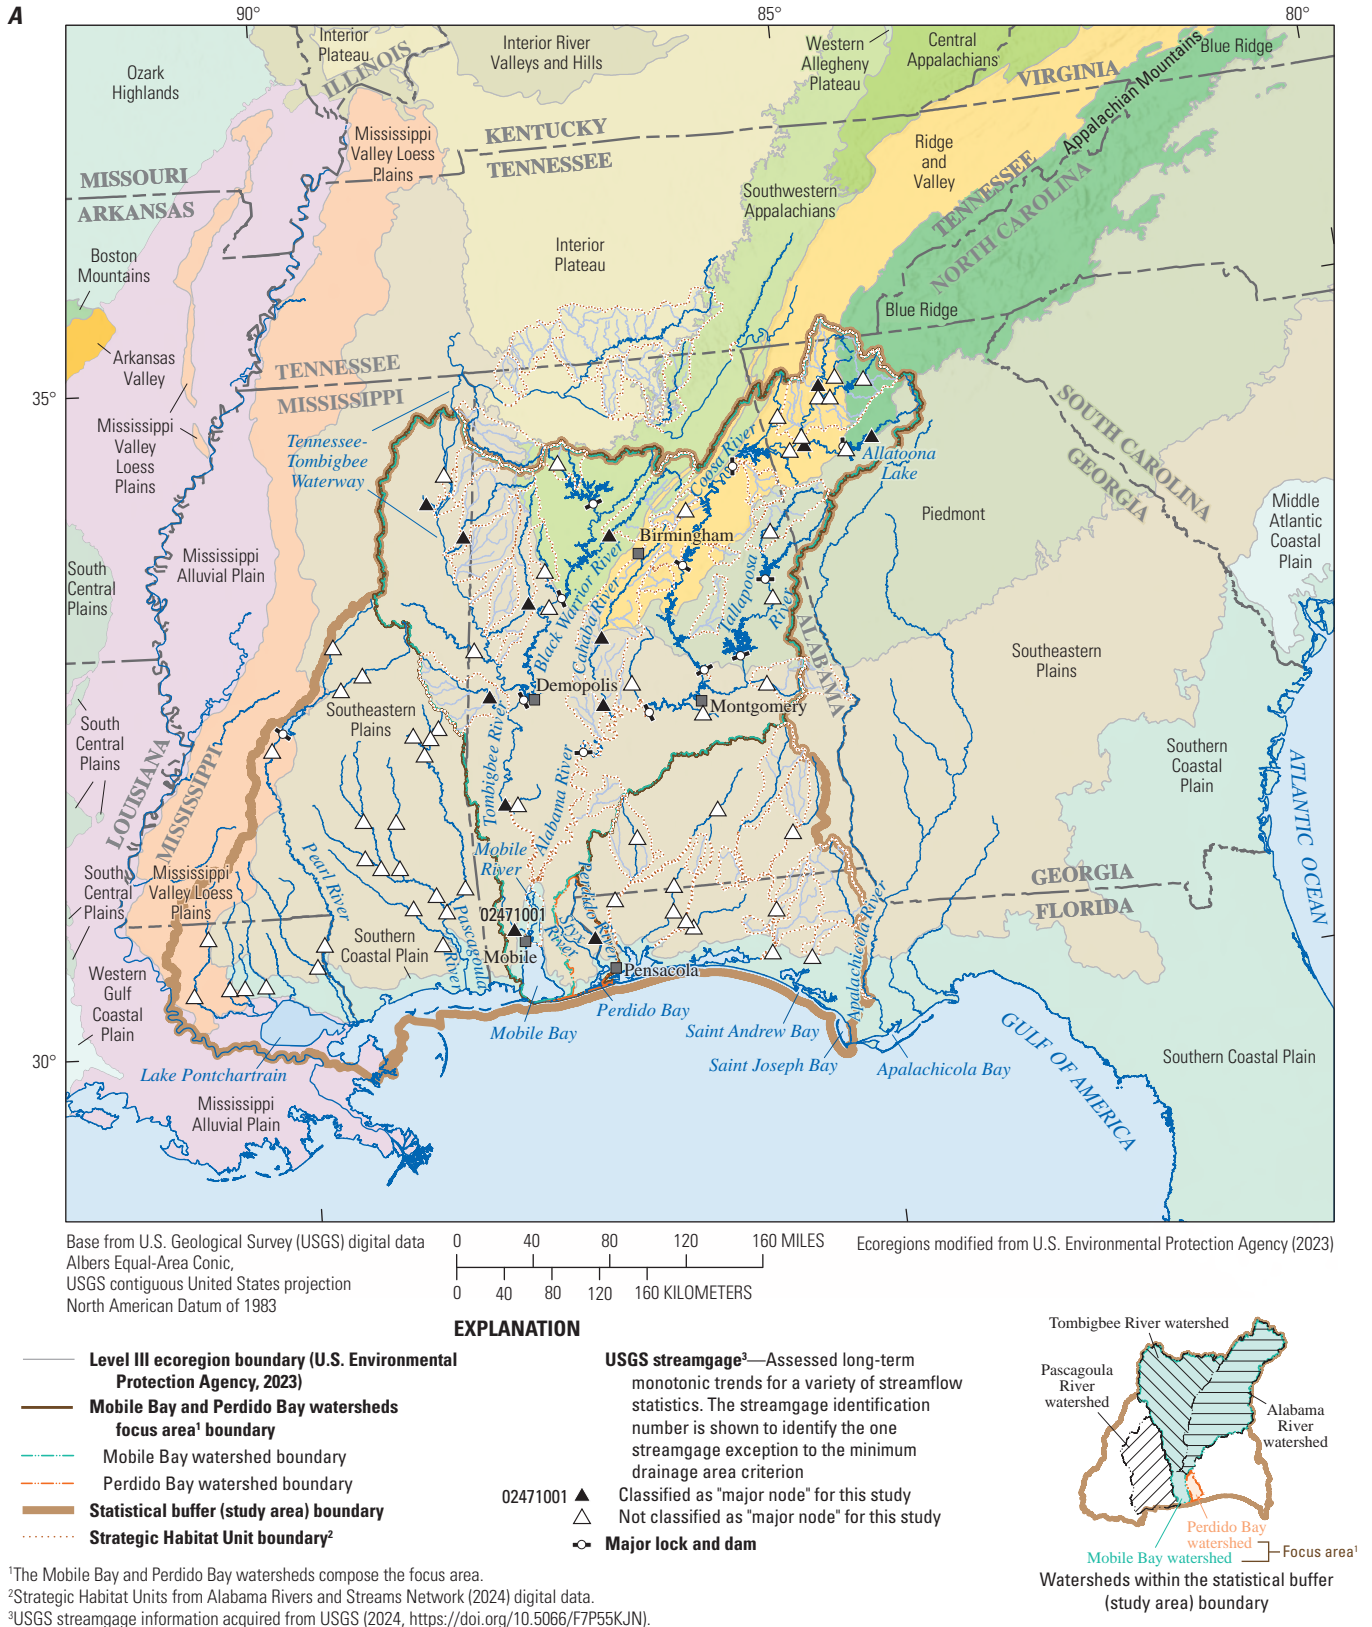 A
90°
85°
80°
Ozark
Highlands
Interior
Plateau
ILLINOIS
Interior River
Valleys and Hills
Western
Allegheny
Plateau
Central
Appalachians
Blue Ridge
VIRGINIA
Appalachian Mountains
Mississippi
Valley Loess
Plains
KENTUCKY
TENNESSEE
Ridge
and
Valley
MISSOURI
ARKANSAS
Southwestern
Appalachians
TENNESSEE
NORTH CAROLINA
Boston
Mountains
Interior
Plateau
Blue Ridge
Arkansas
Valley
TENNESSEE
MISSISSIPPI
35°
Mississippi
Valley
Loess
Plains
Tennessee-
Tombigbee
Waterway
Coosa River
Allatoona
Lake
SOUTH CAROLINA
GEORGIA
Piedmont
Middle
Atlantic
Coastal
Plain
Birmingham
Mississippi
Alluvial Plain
South
Central
Plains
Black Warrior River
Cahaba River
Tallapoosa
River
ALABAMA
Southeastern
Plains
Demopolis
Montgomery
Southeastern
Plains
South
Central
Plains
Southern
Coastal
Plain
LOUISIANA
MISSISSIPPI
Tombigbee River
Alabama River
ATLANTIC OCEAN
Mobile
River
Pearl River
Perdido River
South
Central
Plains
Mississippi
Valley Loess
Plains
GEORGIA
FLORIDA
02471001
Styx
River
Pascagoula
River
Southern
Coastal Plain
Mobile
Pensacola
Apalachicola River
Western
Gulf
Coastal
Plain
Mobile Bay
Perdido Bay
Saint Andrew Bay
Saint Joseph Bay
Apalachicola Bay
GULF OF AMERICA
Southern Coastal Plain
30°
Lake Pontchartrain
Mississippi
Alluvial Plain
Base from U.S. Geological Survey (USGS) digital data
Albers Equal-Area Conic,
USGS contiguous United States projection
North American Datum of 1983
0 40 80 120 160 MILES
0 40 80 120 160 KILOMETERS
Ecoregions modified from U.S. Environmental Protection Agency (2023)
EXPLANATION
Level III ecoregion boundary (U.S. Environmental
Protection Agency, 2023)
Mobile Bay and Perdido Bay watersheds
focus area¹ boundary
Mobile Bay watershed boundary
Perdido Bay watershed boundary
Statistical buffer (study area) boundary
Strategic Habitat Unit boundary²
USGS streamgage³—Assessed long-term
monotonic trends for a variety of streamflow
statistics. The streamgage identification
number is shown to identify the one
streamgage exception to the minimum
drainage area criterion
02471001 Classified as "major node" for this study
Not classified as "major node" for this study
Major lock and dam
Tombigbee River watershed
Pascagoula
River
watershed
Alabama
River
watershed
Perdido Bay
watershed
Mobile Bay watershed
Focus area¹
Watersheds within the statistical buffer
(study area) boundary
¹The Mobile Bay and Perdido Bay watersheds compose the focus area.
²Strategic Habitat Units from Alabama Rivers and Streams Network (2024) digital data.
³USGS streamgage information acquired from USGS (2024, https://doi.org/10.5066/F7P55KJN).